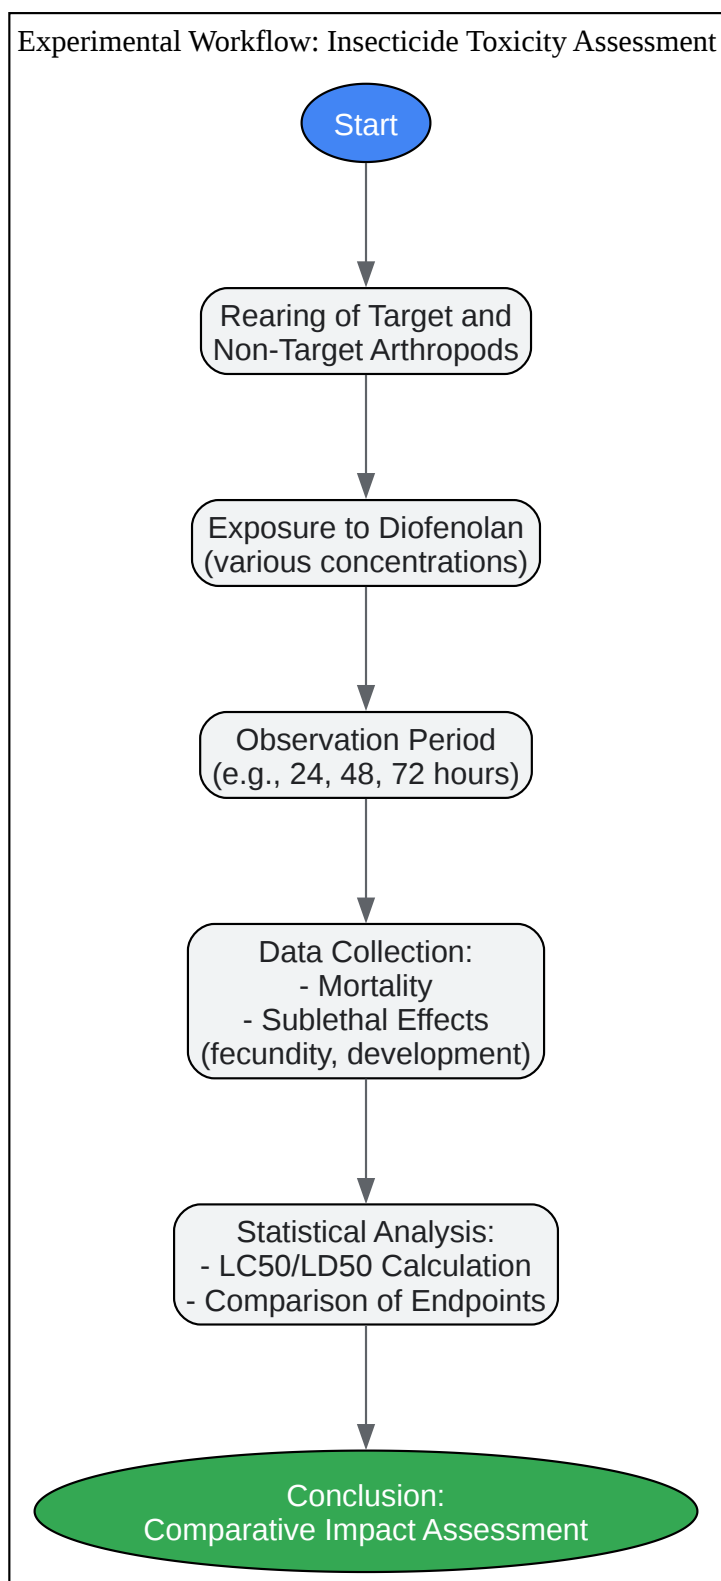 Experimental Workflow: Insecticide Toxicity Assessment
Start
Rearing of Target and
Non-Target Arthropods
Exposure to Diofenolan
(various concentrations)
Observation Period
(e.g., 24, 48, 72 hours)
Data Collection:
- Mortality
- Sublethal Effects
(fecundity, development)
Statistical Analysis:
- LC50/LD50 Calculation
- Comparison of Endpoints
Conclusion:
Comparative Impact Assessment